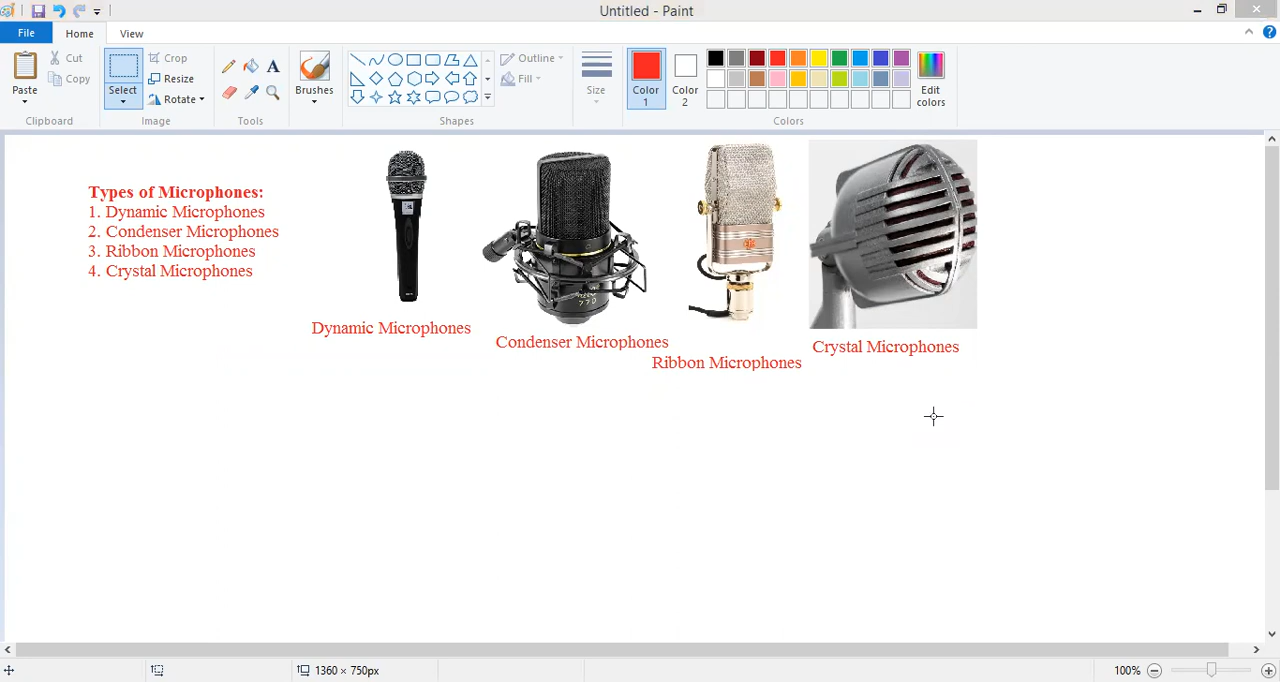 Untitled - Paint
File
Home
View
Paste
Cut
Copy
Clipboard
Select
Crop
Resize
Rotate
Image
Tools
Brushes
Shapes
Outline
Fill
Size
Color 1
Color 2
Edit colors
Colors
Types of Microphones:
1. Dynamic Microphones
2. Condenser Microphones
3. Ribbon Microphones
4. Crystal Microphones
Dynamic Microphones
Condenser Microphones
Ribbon Microphones
Crystal Microphones
1360 × 750px
100%